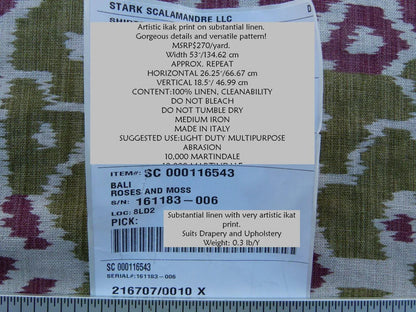 STARK SCALAMANDRE LLC
Artistic ikak print on substantial linen.
Gorgeous details and versatile pattern!
MSRP$270/yard.
Width 53"/134.62 cm
APPROX. REPEAT
HORIZONTAL 26.25"/66.67 cm
VERTICAL 18.5"/ 46.99 cm
CONTENT:100% LINEN, CLEANABILITY
DO NOT BLEACH
DO NOT TUMBLE DRY
MEDIUM IRON
MADE IN ITALY
SUGGESTED USE:LIGHT DUTY MULTIPURPOSE
ABRASION
10,000 MARTINDALE
ITEM#: SC 000116543
BALI
ROSES AND MOSS
S/N: 161183-006
LOC: 8LD2
PICK:
Substantial linen with very artistic ikat
print.
Suits Drapery and Upholstery
Weight: 0.3 lb/Y
SC 000116543
SERIAL#:161183-006
216707/0010 X